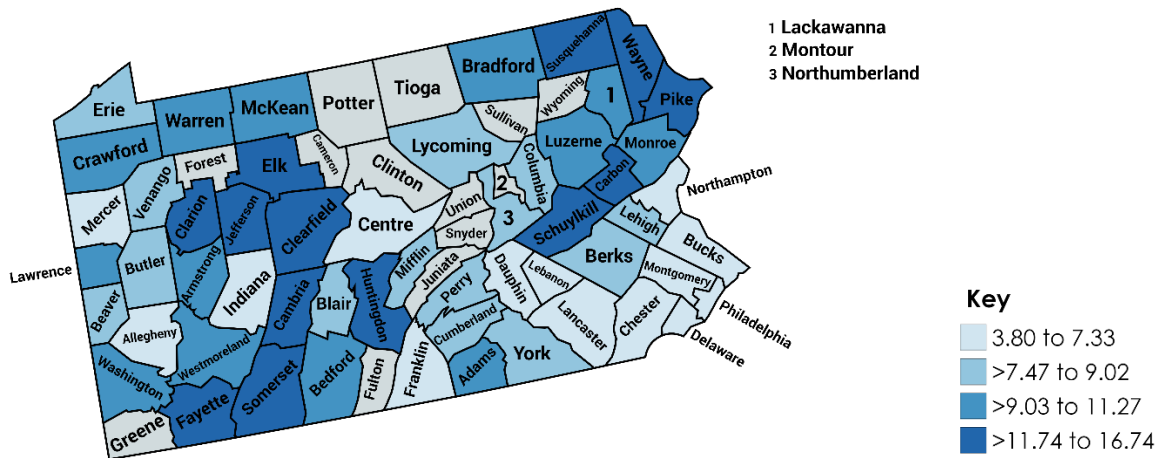 1 Lackawanna
2 Montour
3 Northumberland
Erie
Warren
McKean
Potter
Tioga
Bradford
Susquehanna
Wayne
Pike
Crawford
Forest
Elk
Cameron
Clinton
Lycoming
Sullivan
Wyoming
1
Luzerne
Monroe
Mercer
Venango
Clarion
Jefferson
Clearfield
Centre
Union
2
Columbia
Carbon
Northampton
Lawrence
Butler
Armstrong
Indiana
Snyder
3
Schuylkill
Lehigh
Bucks
Beaver
Allegheny
Cambria
Blair
Huntingdon
Mifflin
Juniata
Perry
Dauphin
Lebanon
Berks
Montgomery
Philadelphia
Washington
Westmoreland
Somerset
Bedford
Fulton
Franklin
Cumberland
Adams
York
Lancaster
Chester
Delaware
Greene
Fayette
Key
3.80 to 7.33
>7.47 to 9.02
>9.03 to 11.27
>11.74 to 16.74